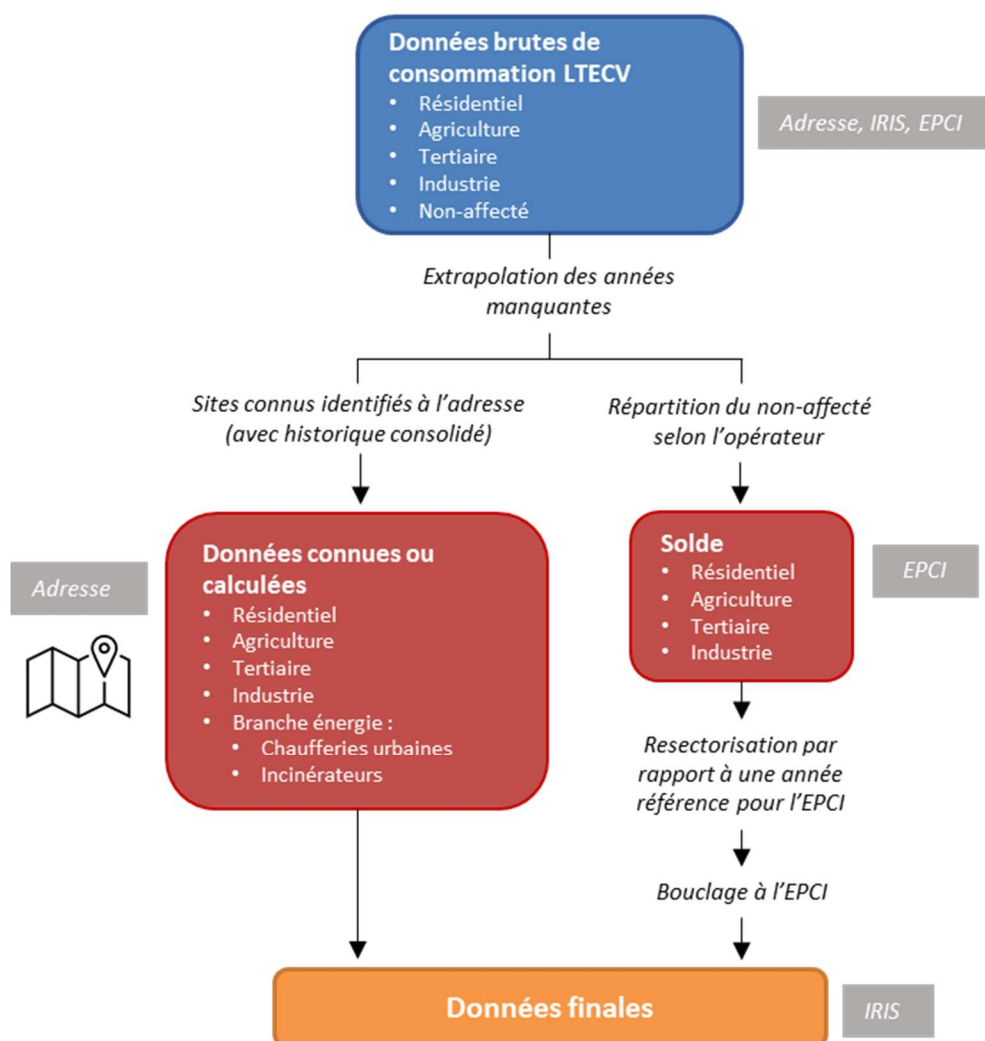 Données brutes de
consommation LTECV
• Résidentiel
• Agriculture
• Tertiaire
• Industrie
• Non-affecté
Adresse, IRIS, EPCI
Extrapolation des années
manquantes
Sites connus identifiés à l'adresse
(avec historique consolidé)
Répartition du non-affecté
selon l'opérateur
Adresse
Données connues ou
calculées
• Résidentiel
• Agriculture
• Tertiaire
• Industrie
• Branche énergie :
• Chaufferies urbaines
• Incinérateurs
Solde
• Résidentiel
• Agriculture
• Tertiaire
• Industrie
EPCI
Resectorisation par
rapport à une année
référence pour l'EPCI
Bouclage à l'EPCI
Données finales
IRIS